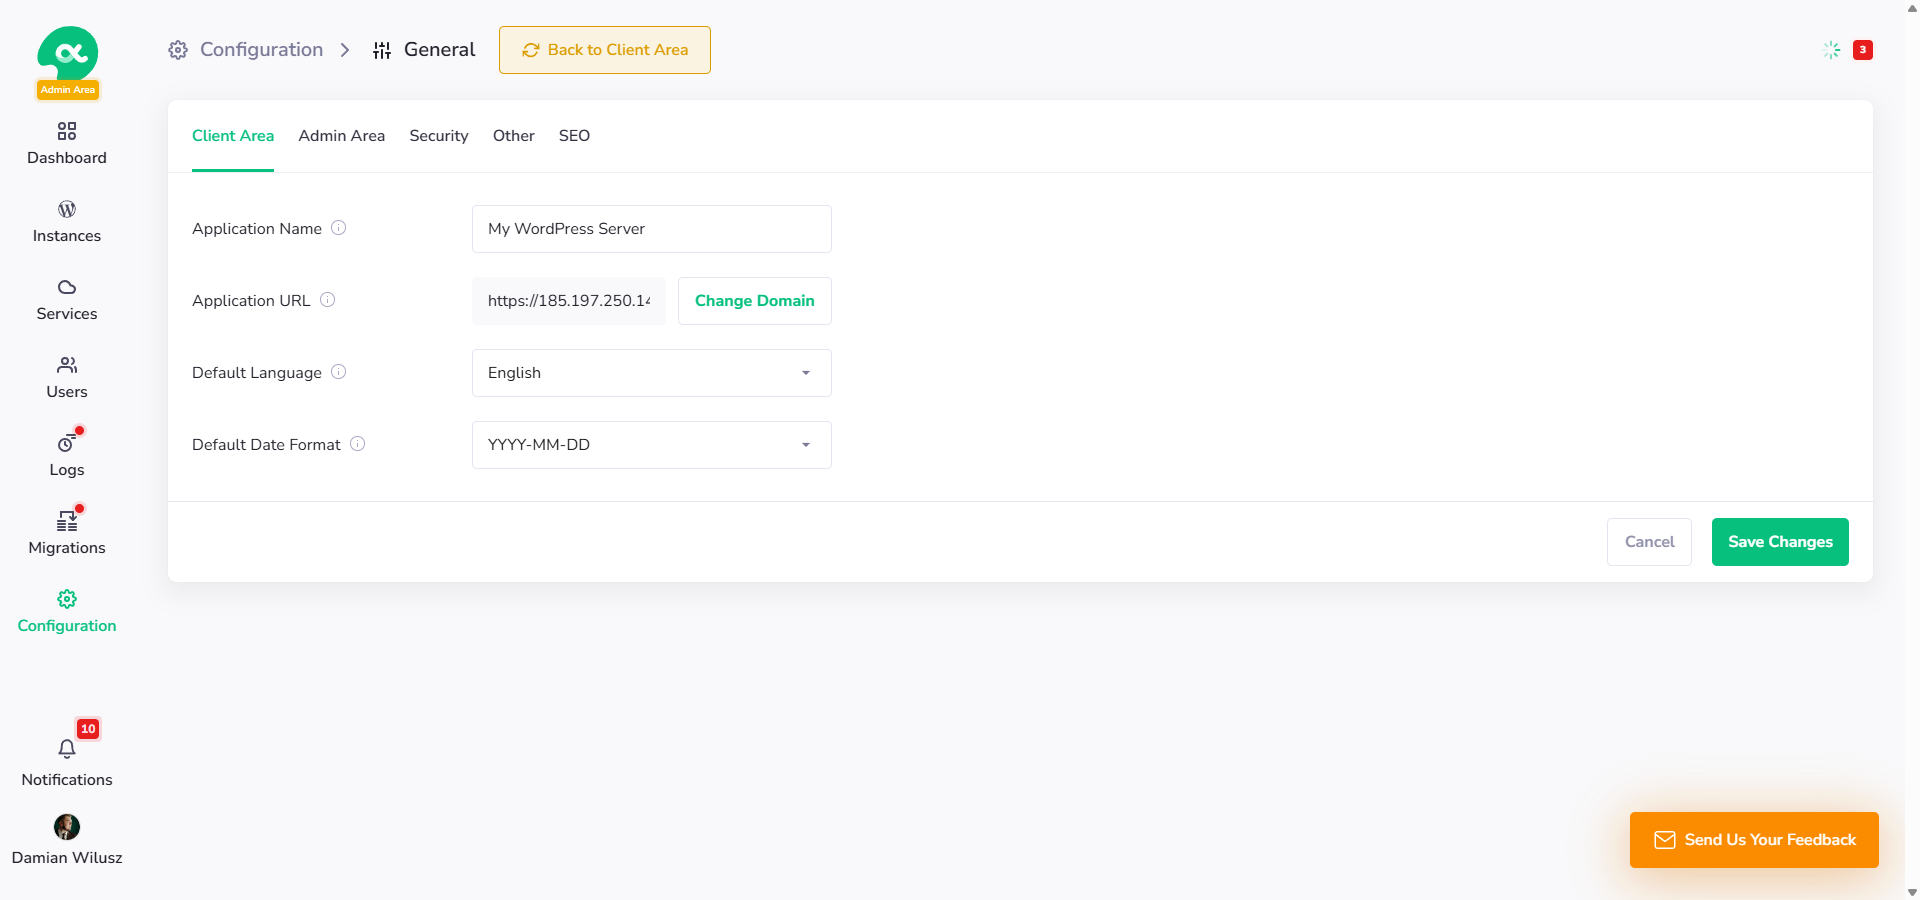 Admin Area
Dashboard
Instances
Services
Users
Logs
Migrations
Configuration
10
Notifications
Damian Wilusz
Configuration
General
Back to Client Area
3
Client Area
Admin Area
Security
Other
SEO
Application Name
My WordPress Server
Application URL
https://185.197.250.14
Change Domain
Default Language
English
Default Date Format
YYYY-MM-DD
Cancel
Save Changes
Send Us Your Feedback